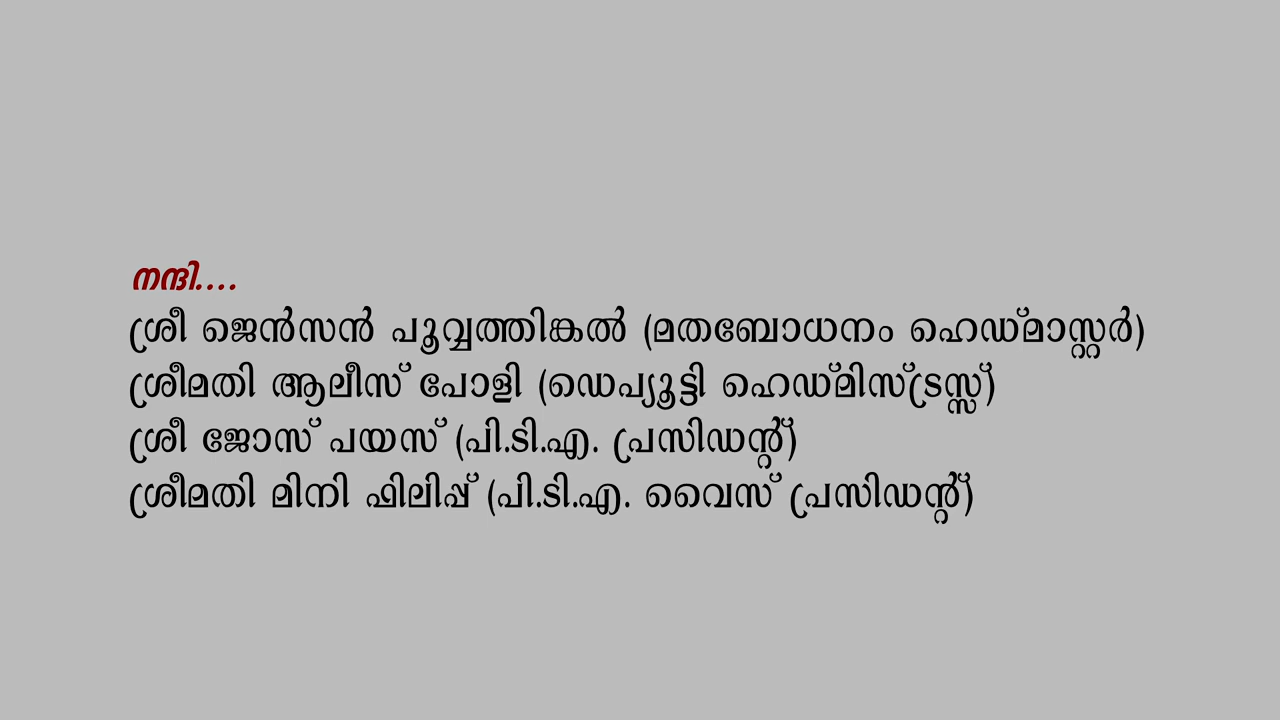 നന്ദി....
ശ്രീ ജെൻസൻ പൂവ്വത്തിങ്കൽ (മതബോധനം ഹെഡ്മാസ്റ്റർ)
ശ്രീമതി ആലീസ് പോളി (ഡെപ്യൂട്ടി ഹെഡ്മിസ്ട്രസ്സ്)
ശ്രീ ജോസ് പയസ് (പി.ടി.എ. പ്രസിഡന്റ്)
ശ്രീമതി മിനി ഫിലിപ്പ് (പി.ടി.എ. വൈസ് പ്രസിഡന്റ്)